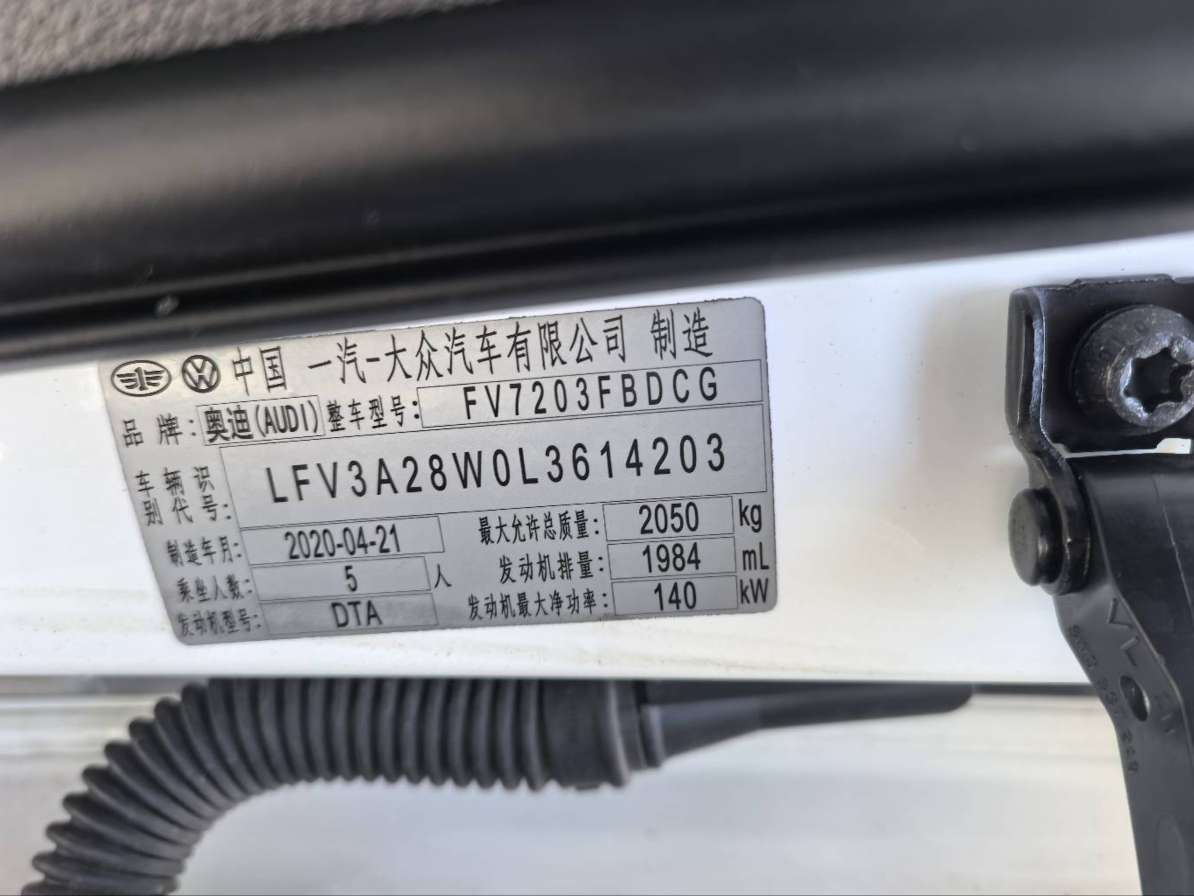 中国 一汽-大众汽车有限公司 制造
品 牌: 奥迪(AUDI) 整车型号: FV7203FBDCG
车辆识别代号: LFV3A28W0L3614203
制造年月: 2020-04-21 最大允许总质量: 2050 kg
乘坐人数: 5 人 发动机排量: 1984 mL
发动机型号: DTA 发动机最大净功率: 140 kW
VL